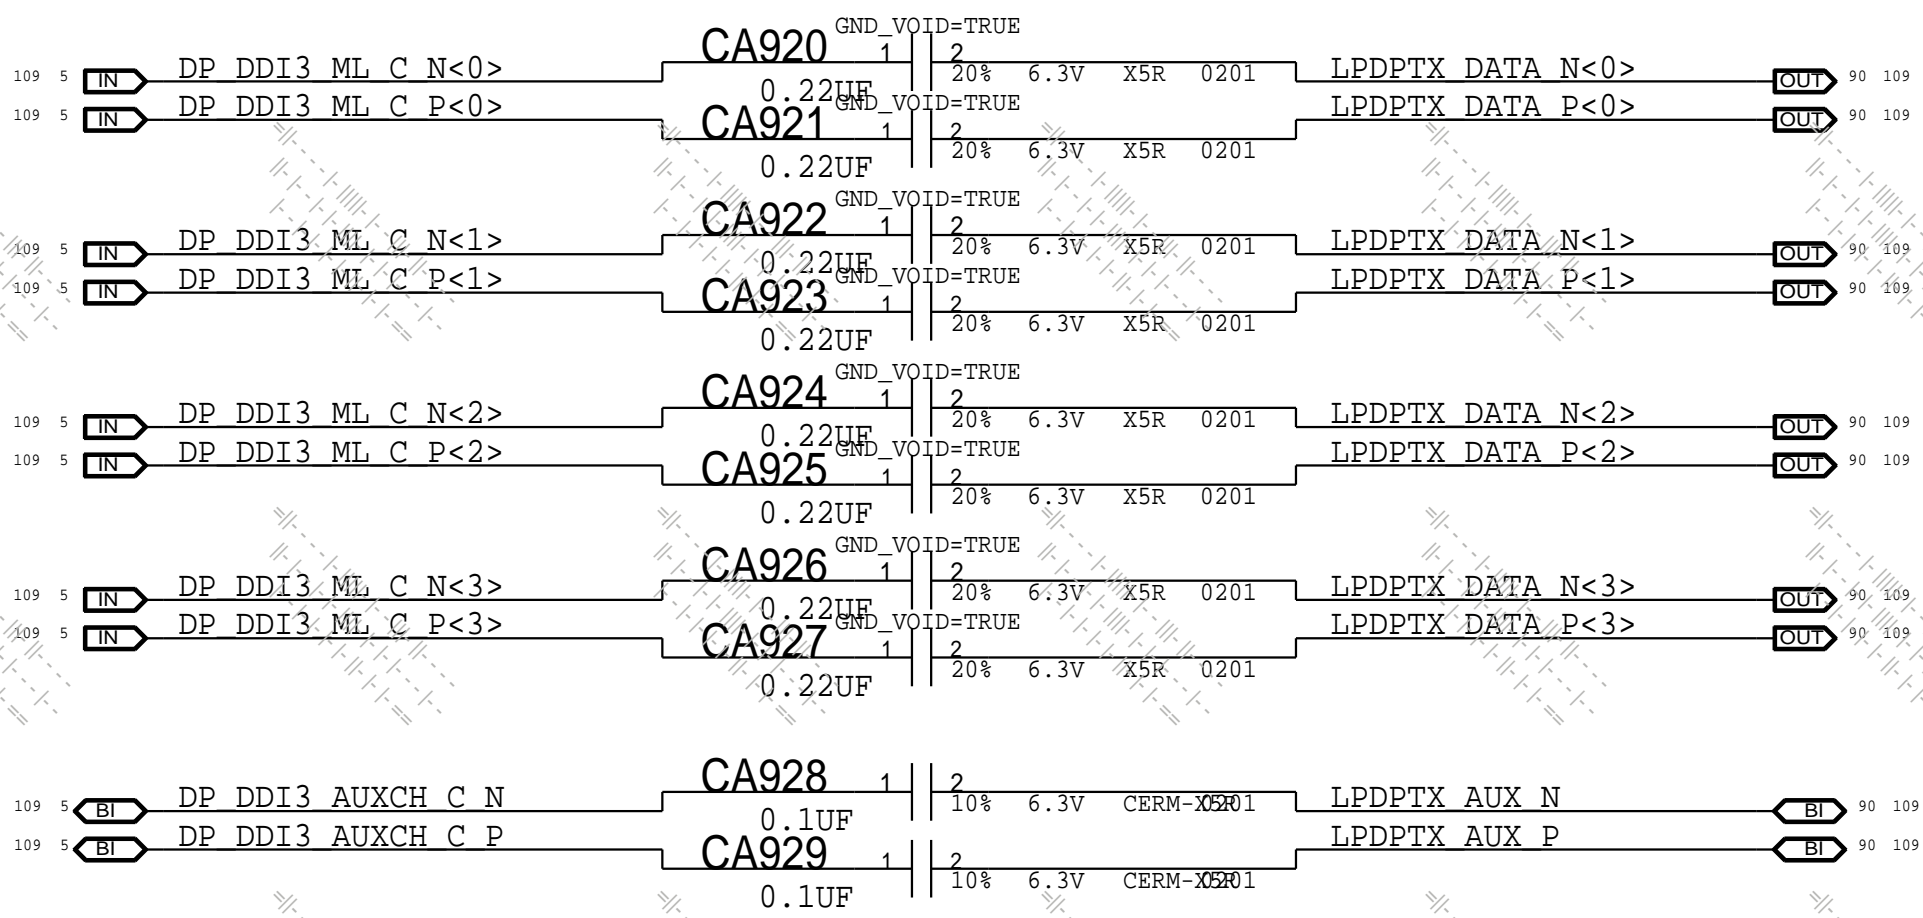 GND_VOID=TRUE
CA920 1 2
109 5 IN DP_DDI3_ML_C_N<0> 20% 6.3V X5R 0201 LPDPTX_DATA_N<0> OUT 90 109
0.22UF
GND_VOID=TRUE
109 5 IN DP_DDI3_ML_C_P<0> LPDPTX_DATA_P<0> OUT 90 109
CA921 1 2
20% 6.3V X5R 0201
0.22UF
GND_VOID=TRUE
CA922 1 2
109 5 IN DP_DDI3_ML_C_N<1> 20% 6.3V X5R 0201 LPDPTX_DATA_N<1> OUT 90 109
0.22UF
GND_VOID=TRUE
109 5 IN DP_DDI3_ML_C_P<1> LPDPTX_DATA_P<1> OUT 90 109
CA923 1 2
20% 6.3V X5R 0201
0.22UF
GND_VOID=TRUE
CA924 1 2
109 5 IN DP_DDI3_ML_C_N<2> 20% 6.3V X5R 0201 LPDPTX_DATA_N<2> OUT 90 109
0.22UF
GND_VOID=TRUE
109 5 IN DP_DDI3_ML_C_P<2> LPDPTX_DATA_P<2> OUT 90 109
CA925 1 2
20% 6.3V X5R 0201
0.22UF
GND_VOID=TRUE
CA926 1 2
109 5 IN DP_DDI3_ML_C_N<3> 20% 6.3V X5R 0201 LPDPTX_DATA_N<3> OUT 90 109
0.22UF
GND_VOID=TRUE
109 5 IN DP_DDI3_ML_C_P<3> LPDPTX_DATA_P<3> OUT 90 109
CA927 1 2
20% 6.3V X5R 0201
0.22UF
CA928 1 2
109 5 BI DP_DDI3_AUXCH_C_N 10% 6.3V CERM-X5R 0201 LPDPTX_AUX_N BI 90 109
0.1UF
109 5 BI DP_DDI3_AUXCH_C_P LPDPTX_AUX_P BI 90 109
CA929 1 2
10% 6.3V CERM-X5R 0201
0.1UF